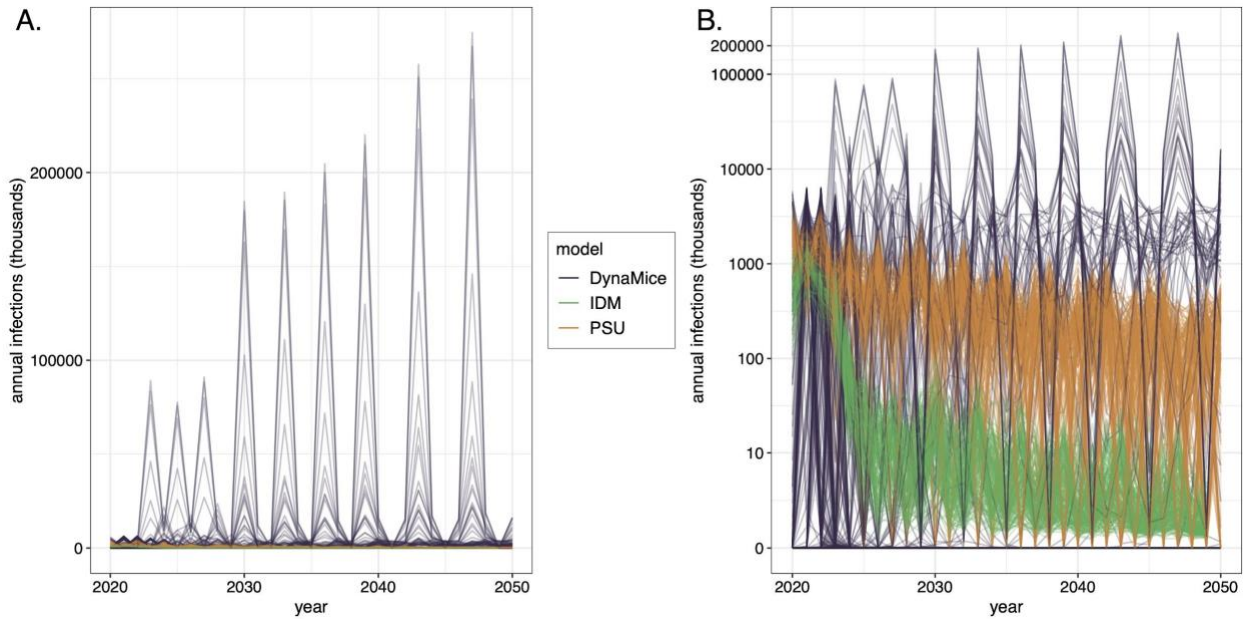 A.
annual infections (thousands)
200000
100000
0
2020
2030
2040
2050
year
model
DynaMice
IDM
PSU
B.
annual infections (thousands)
200000
100000
10000
1000
100
10
0
2020
2030
2040
2050
year